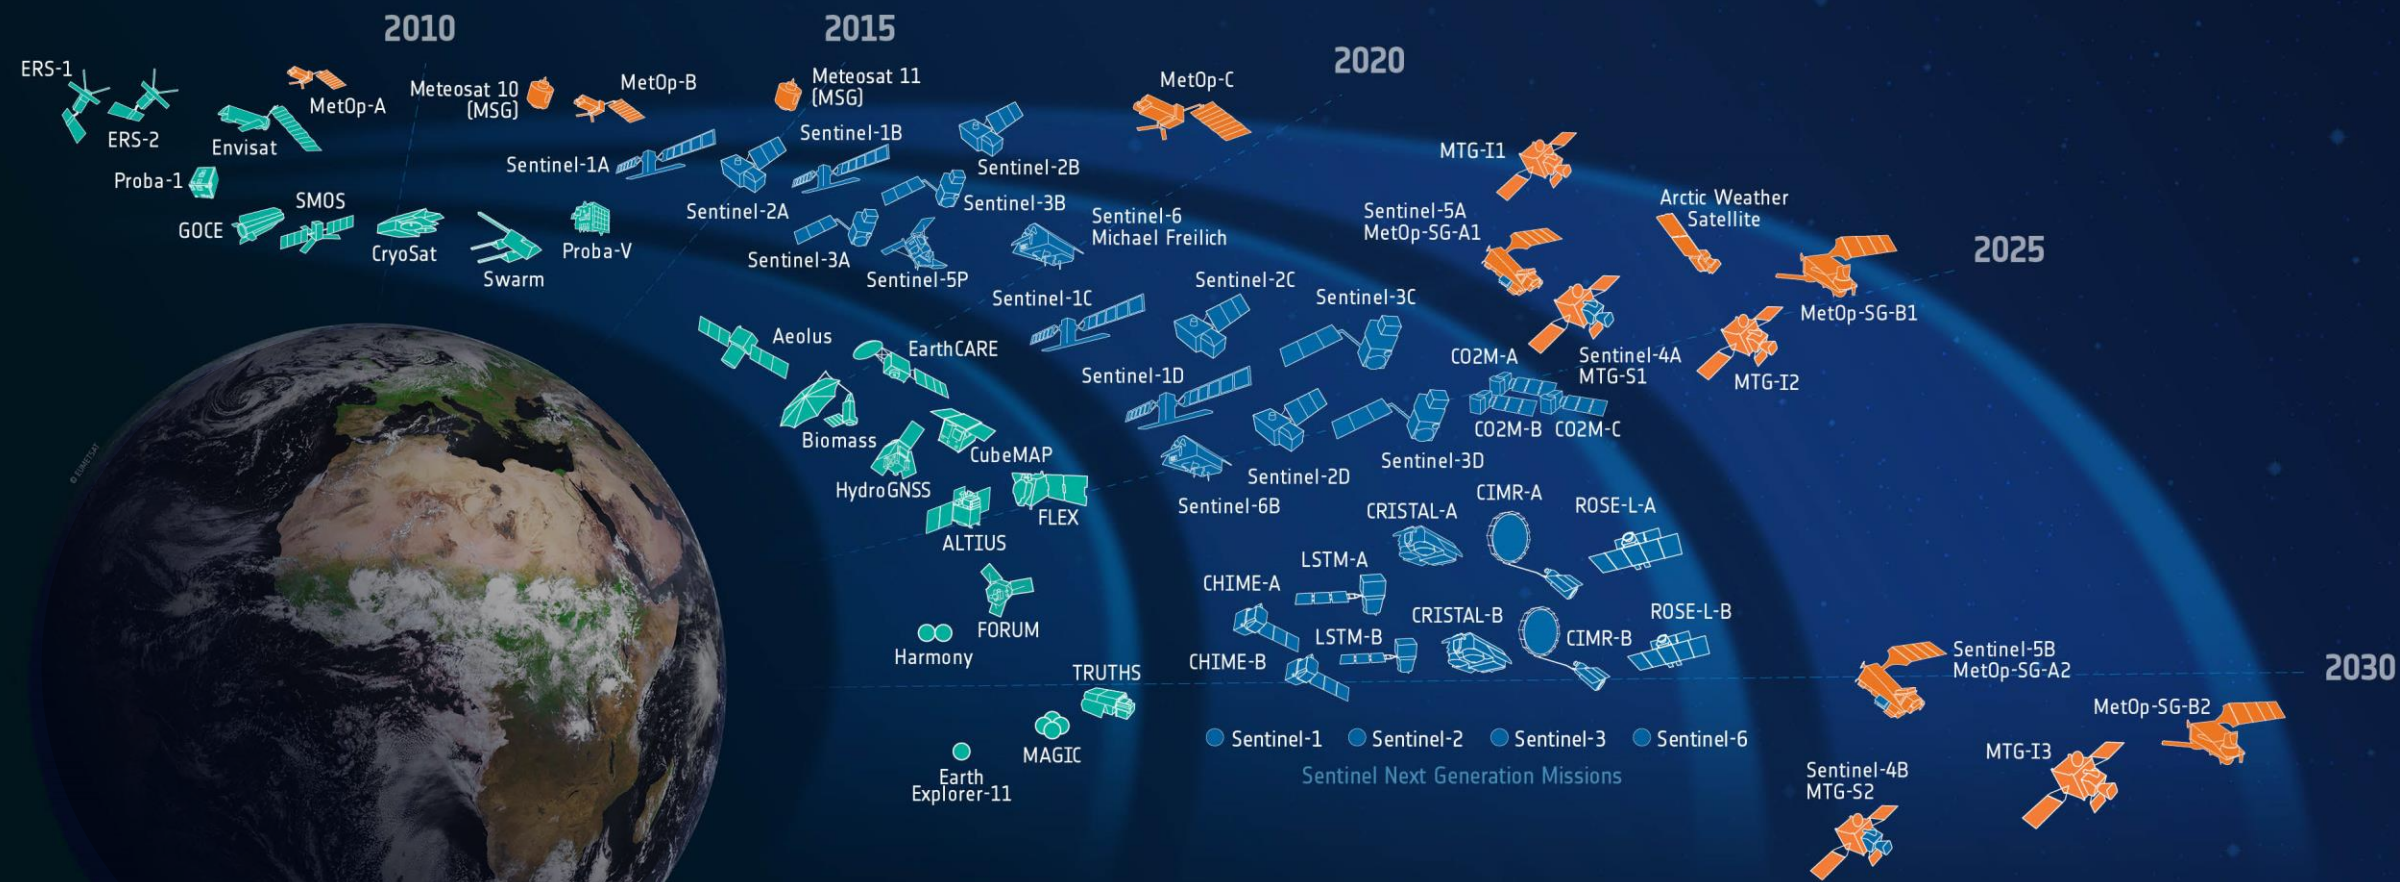 2010
2015
2020
2025
2030
ERS-1
ERS-2
MetOp-A
Envisat
Proba-1
GOCE
SMOS
CryoSat
Swarm
Proba-V
Meteosat 10
(MSG)
MetOp-B
Meteosat 11
(MSG)
MetOp-C
Sentinel-1A
Sentinel-1B
Sentinel-2A
Sentinel-2B
Sentinel-3A
Sentinel-3B
Sentinel-5P
Sentinel-6
Michael Freilich
MTG-I1
Sentinel-5A
MetOp-SG-A1
Arctic Weather
Satellite
MetOp-SG-B1
Sentinel-4A
MTG-S1
MTG-I2
Sentinel-1C
Sentinel-2C
Sentinel-3C
Sentinel-1D
Sentinel-2D
Sentinel-3D
Sentinel-6B
CO2M-A
CO2M-B
CO2M-C
Aeolus
EarthCARE
Biomass
CubeMAP
HydroGNSS
FLEX
ALTIUS
FORUM
Harmony
TRUTHS
MAGIC
Earth
Explorer-11
CRISTAL-A
CIMR-A
ROSE-L-A
LSTM-A
CHIME-A
CRISTAL-B
CIMR-B
ROSE-L-B
LSTM-B
CHIME-B
Sentinel-1
Sentinel-2
Sentinel-3
Sentinel-6
Sentinel Next Generation Missions
Sentinel-5B
MetOp-SG-A2
MetOp-SG-B2
MTG-I3
Sentinel-4B
MTG-S2
© EUMETSAT